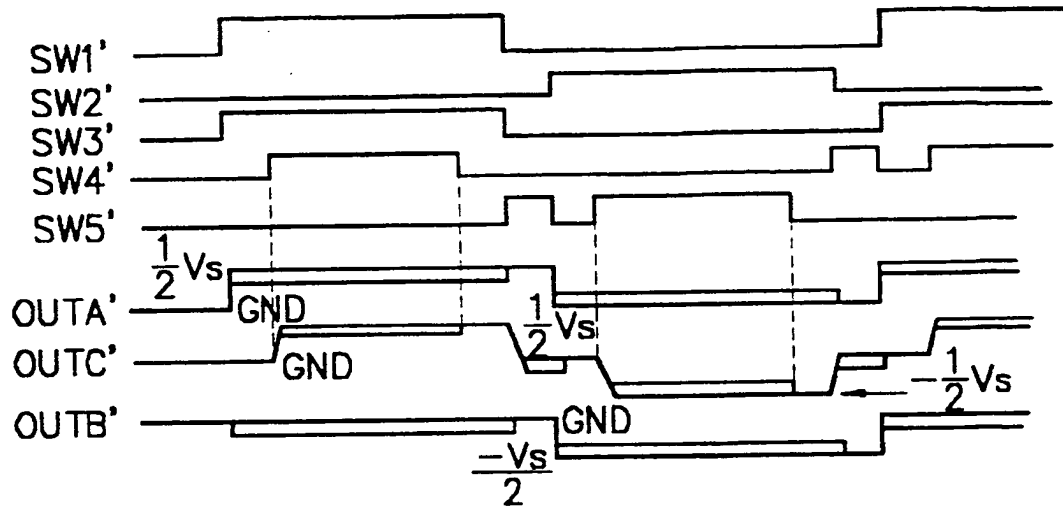 SW1'
SW2'
SW3'
SW4'
SW5'
1/2 Vs
OUTA'
GND
1/2 Vs
OUTC'
GND
-1/2 Vs
OUTB'
GND
-Vs/2